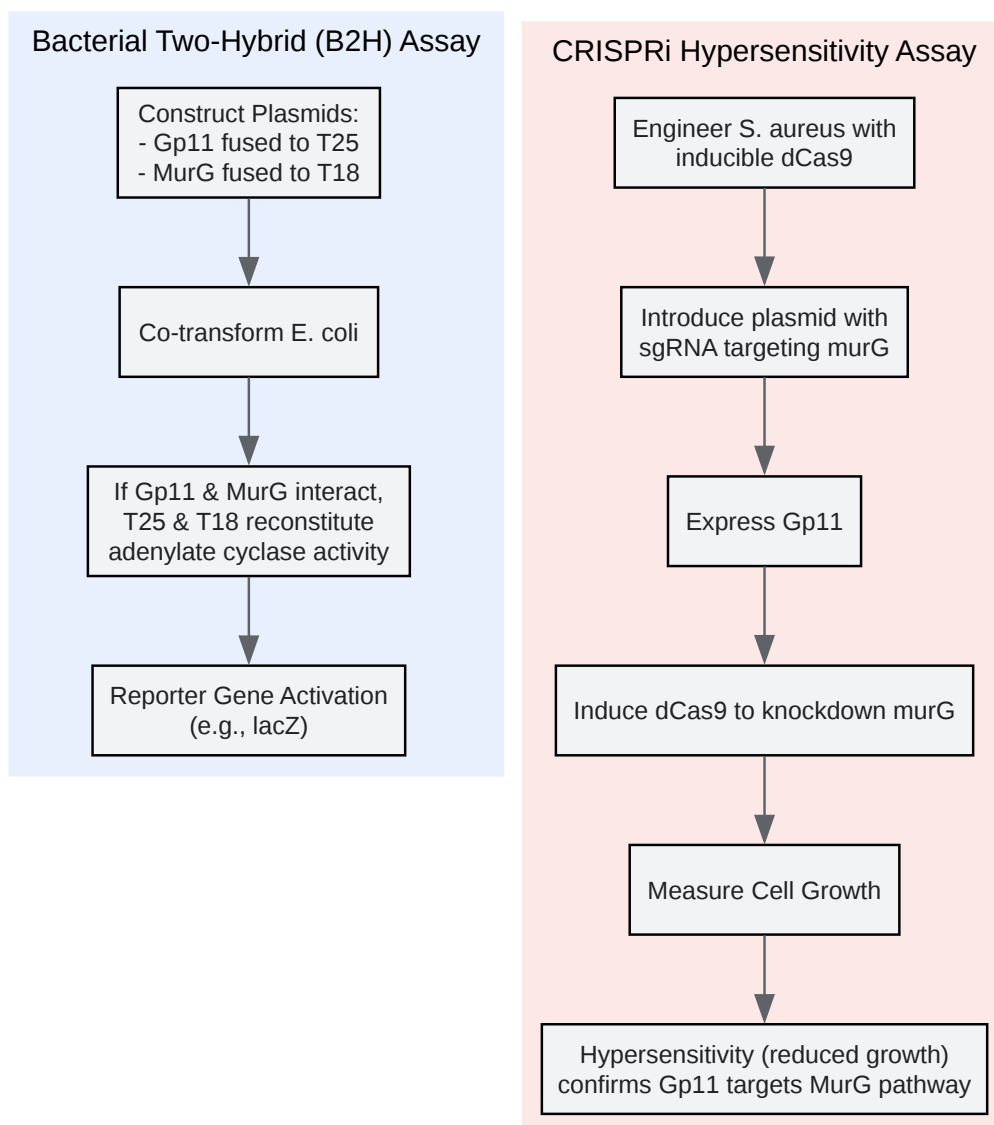 Bacterial Two-Hybrid (B2H) Assay
Construct Plasmids:
- Gp11 fused to T25
- MurG fused to T18
Co-transform E. coli
If Gp11 & MurG interact,
T25 & T18 reconstitute
adenylate cyclase activity
Reporter Gene Activation
(e.g., lacZ)
CRISPRi Hypersensitivity Assay
Engineer S. aureus with
inducible dCas9
Introduce plasmid with
sgRNA targeting murG
Express Gp11
Induce dCas9 to knockdown murG
Measure Cell Growth
Hypersensitivity (reduced growth)
confirms Gp11 targets MurG pathway